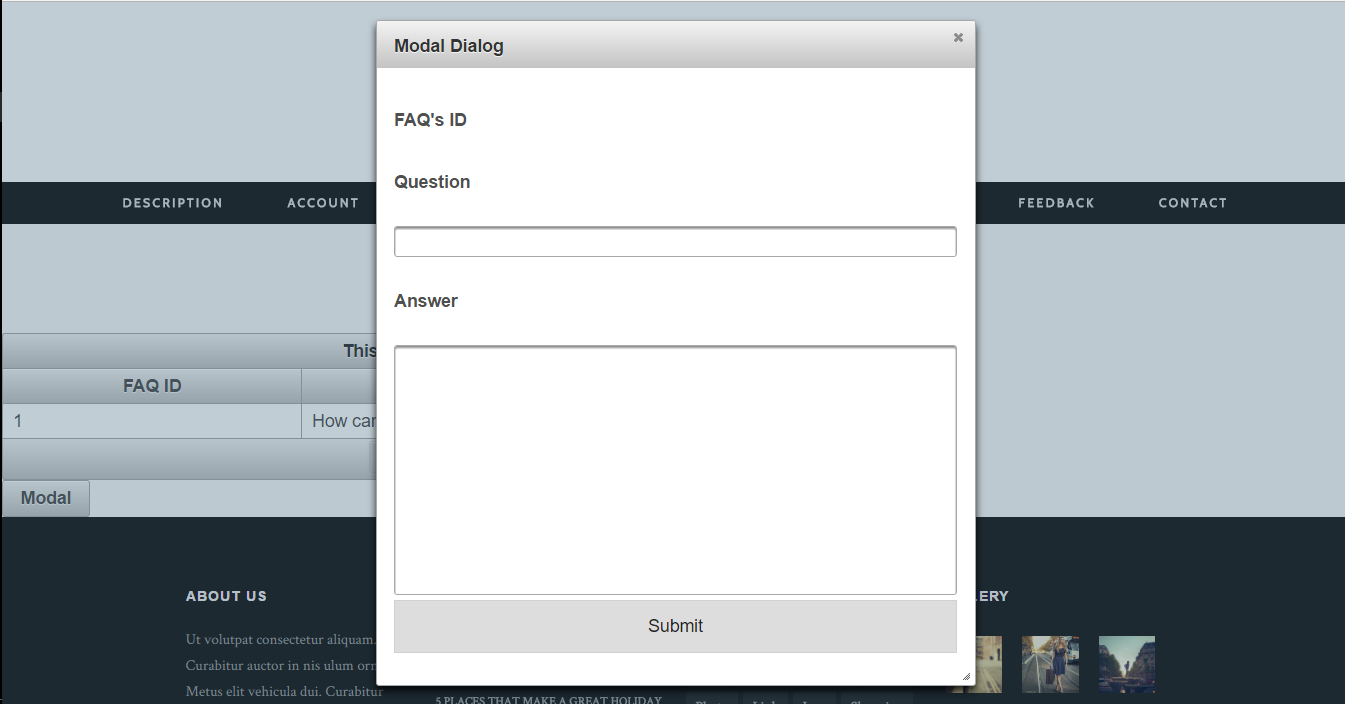 Modal Dialog
FAQ's ID
Question
Answer
Submit
DESCRIPTION
ACCOUNT
FEEDBACK
CONTACT
This
FAQ ID
1
How can
Modal
ABOUT US
Ut volutpat consectetur aliquam.
Curabitur auctor in nis ulum
Metus elit vehicula dui. Curabitur
5 PLACES THAT MAKE A GREAT HOLIDAY
LERY